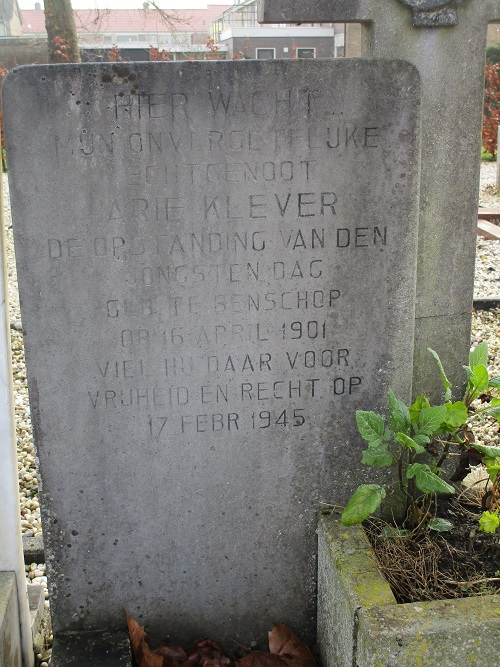 HIER WACHT
MIJN ONVERGETELIJKE
ECHTGENOOT
ARIE KLEVER
DE OPSTANDING VAN DEN
JONGSTEN DAG
GEB. TE BENSCHOP
OP 16 APRIL 1901
VIEL HIJ DAAR VOOR
VRIJHEID EN RECHT OP
17 FEBR 1945